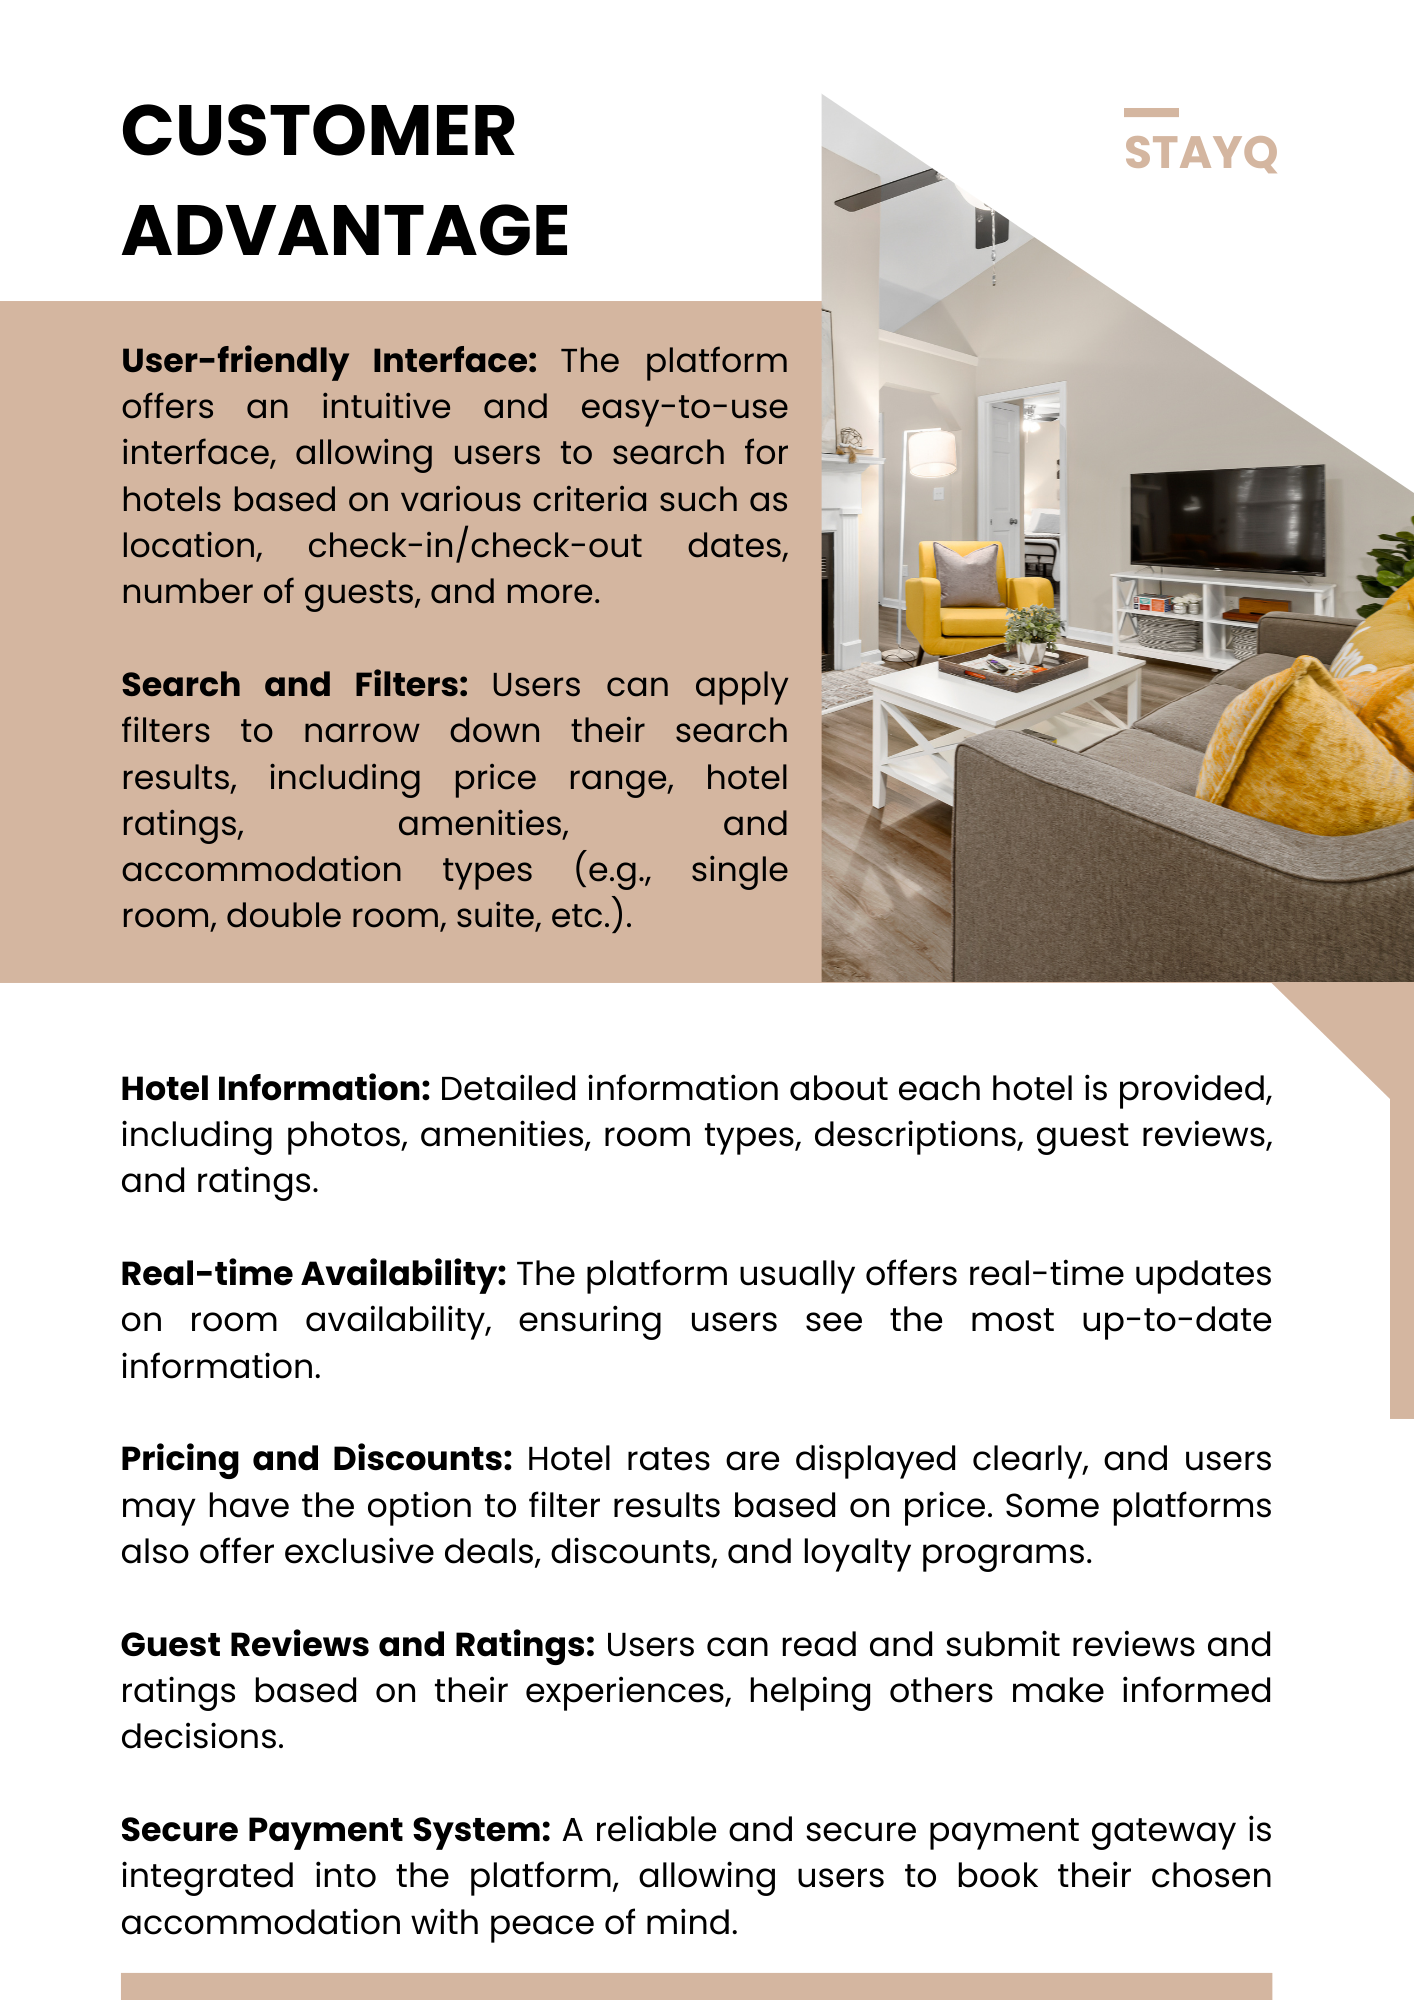 CUSTOMER
ADVANTAGE
STAYQ
User-friendly Interface: The platform
offers an intuitive and easy-to-use
interface, allowing users to search for
hotels based on various criteria such as
location, check-in/check-out dates,
number of guests, and more.
Search and Filters: Users can apply
filters to narrow down their search
results, including price range, hotel
ratings, amenities, and
accommodation types (e.g., single
room, double room, suite, etc.).
Hotel Information: Detailed information about each hotel is provided,
including photos, amenities, room types, descriptions, guest reviews,
and ratings.
Real-time Availability: The platform usually offers real-time updates
on room availability, ensuring users see the most up-to-date
information.
Pricing and Discounts: Hotel rates are displayed clearly, and users
may have the option to filter results based on price. Some platforms
also offer exclusive deals, discounts, and loyalty programs.
Guest Reviews and Ratings: Users can read and submit reviews and
ratings based on their experiences, helping others make informed
decisions.
Secure Payment System: A reliable and secure payment gateway is
integrated into the platform, allowing users to book their chosen
accommodation with peace of mind.